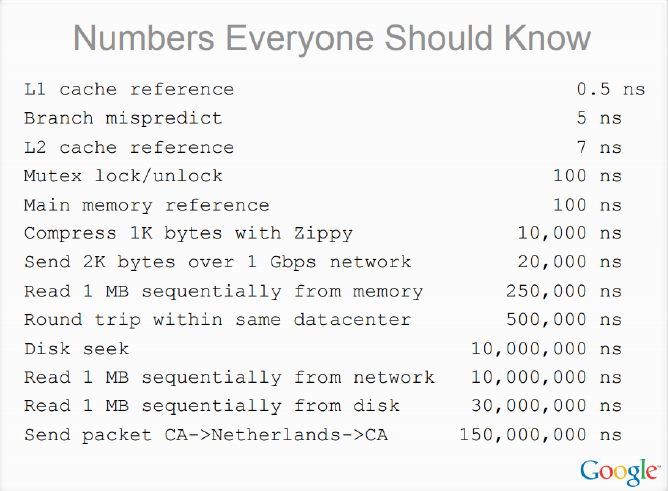 Numbers Everyone Should Know
L1 cache reference 0.5 ns
Branch mispredict 5 ns
L2 cache reference 7 ns
Mutex lock/unlock 100 ns
Main memory reference 100 ns
Compress 1K bytes with Zippy 10,000 ns
Send 2K bytes over 1 Gbps network 20,000 ns
Read 1 MB sequentially from memory 250,000 ns
Round trip within same datacenter 500,000 ns
Disk seek 10,000,000 ns
Read 1 MB sequentially from network 10,000,000 ns
Read 1 MB sequentially from disk 30,000,000 ns
Send packet CA->Netherlands->CA 150,000,000 ns
Google™